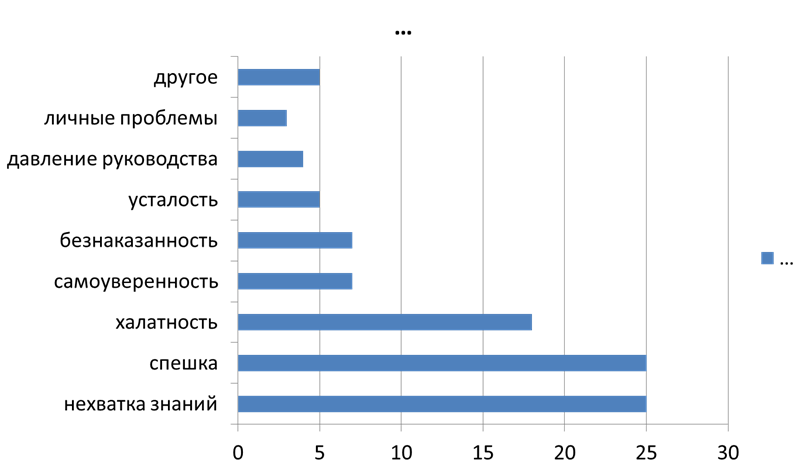 ...
другое
личные проблемы
давление руководства
усталость
безнаказанность
самоуверенность
халатность
спешка
нехватка знаний
0 5 10 15 20 25 30
...